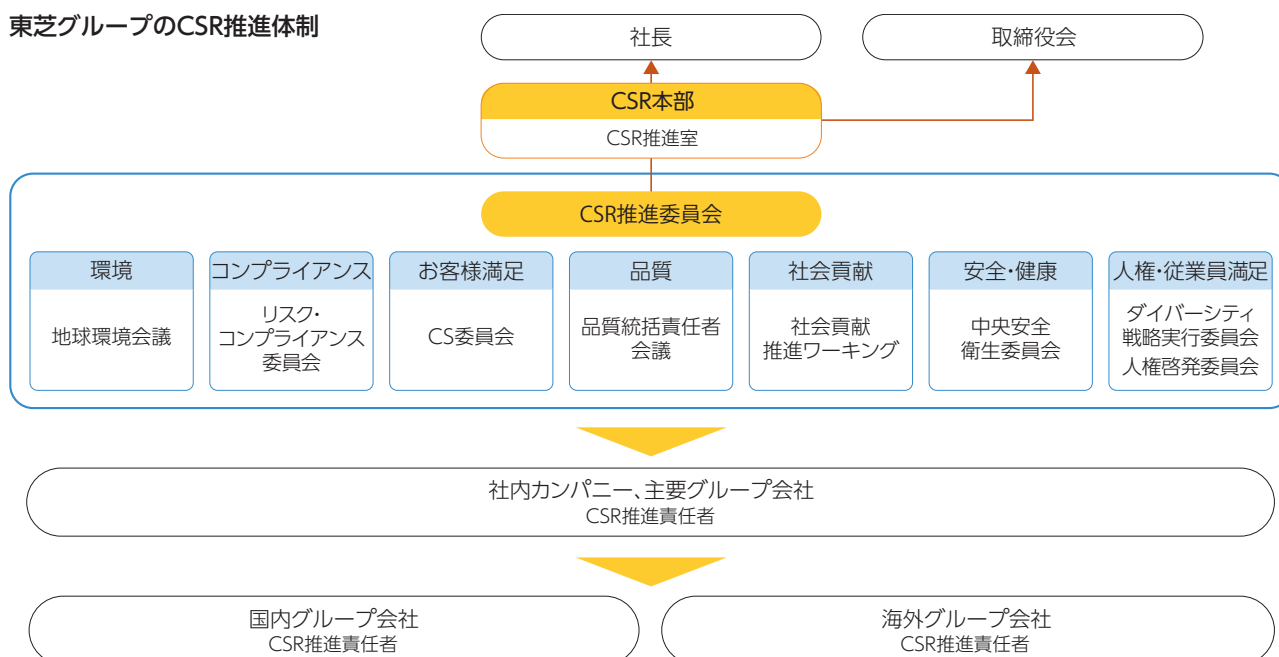 東芝グループのCSR推進体制
社長
取締役会
CSR本部
CSR推進室
CSR推進委員会
環境
地球環境会議
コンプライアンス
リスク・
コンプライアンス
委員会
お客様満足
CS委員会
品質
品質統括責任者
会議
社会貢献
社会貢献
推進ワーキング
安全・健康
中央安全
衛生委員会
人権・従業員満足
ダイバーシティ
戦略実行委員会
人権啓発委員会
社内カンパニー、主要グループ会社
CSR推進責任者
国内グループ会社
CSR推進責任者
海外グループ会社
CSR推進責任者